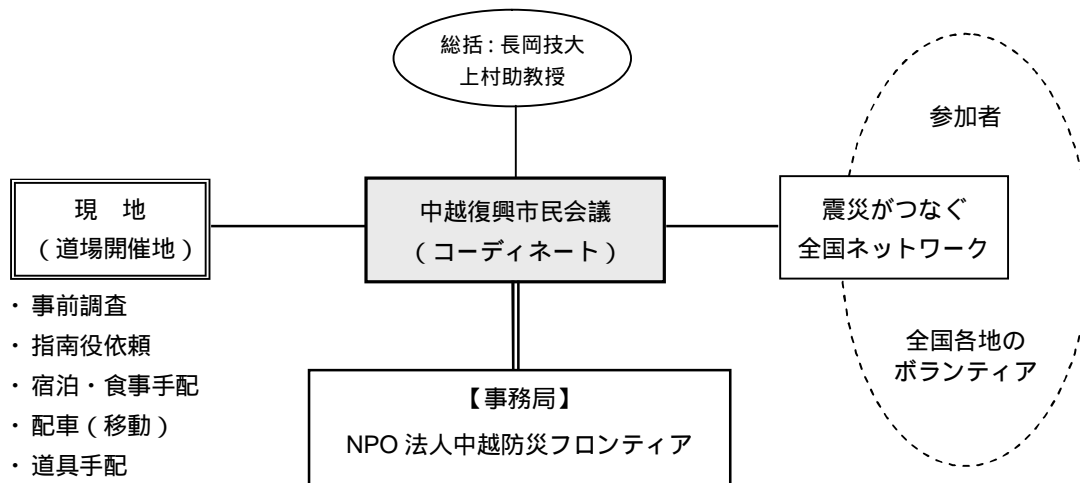 総括：長岡技大
上村助教授
参加者
現　地
（道場開催地）
中越復興市民会議
（コーディネート）
震災がつなぐ
全国ネットワーク
・ 事前調査
・ 指南役依頼
・ 宿泊・食事手配
・ 配車（移動）
・ 道具手配
全国各地の
ボランティア
【事務局】
NPO 法人中越防災フロンティア